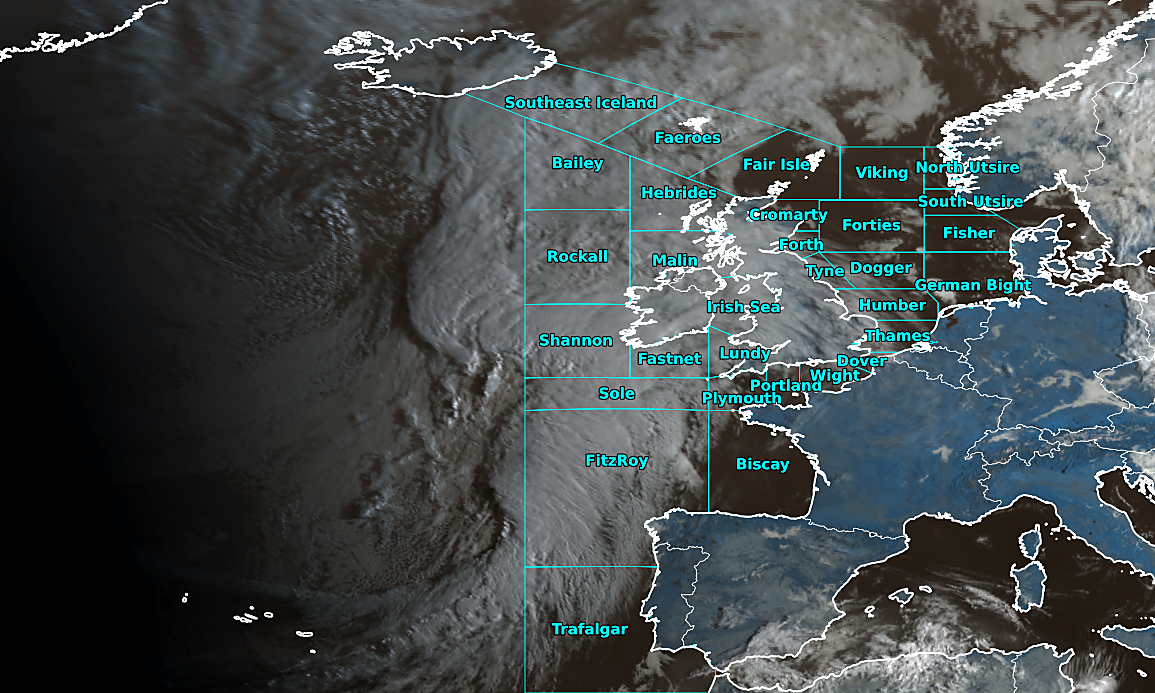 Southeast Iceland
Faeroes
Bailey
Fair Isle
Viking
North Utsire
Hebrides
South Utsire
Cromarty
Forties
Fisher
Forth
Rockall
Malin
Tyne
Dogger
German Bight
Irish Sea
Humber
Shannon
Thames
Fastnet
Lundy
Dover
Wight
Portland
Sole
Plymouth
FitzRoy
Biscay
Trafalgar